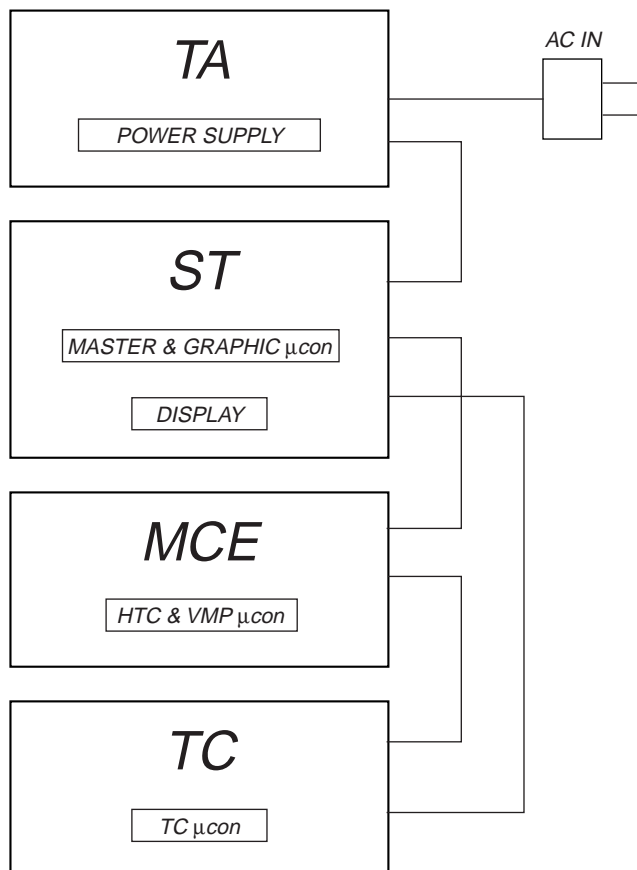 TA
AC IN
POWER SUPPLY
ST
MASTER & GRAPHIC μcon
DISPLAY
MCE
HTC & VMP μcon
TC
TC μcon